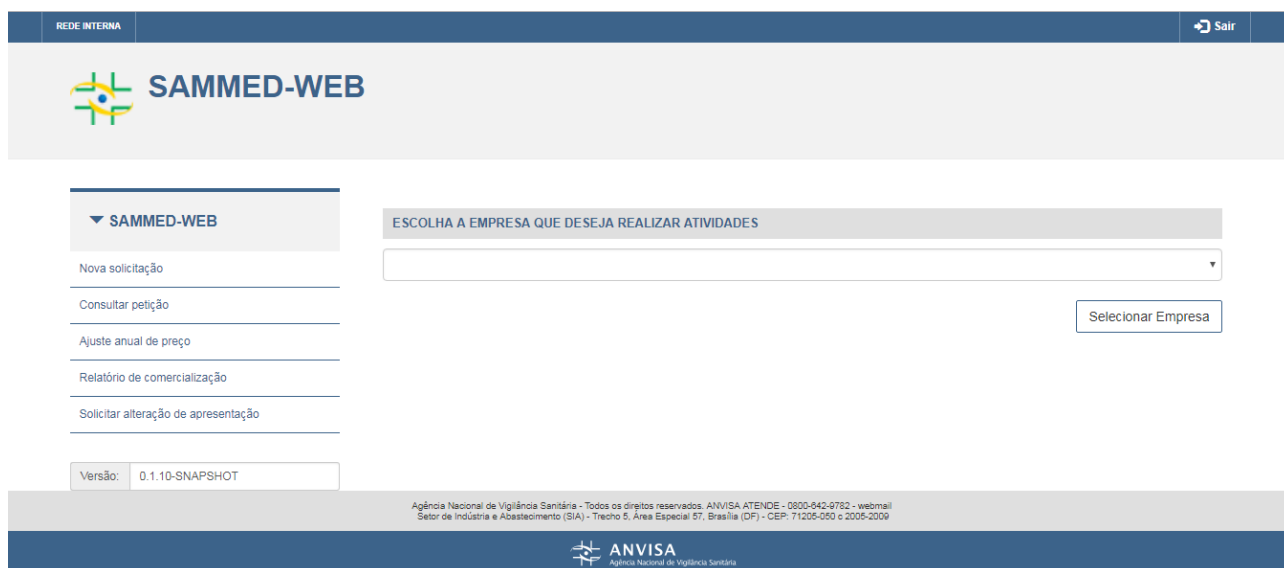 REDE INTERNA
Sair
SAMMED-WEB
SAMMED-WEB
Nova solicitação
Consultar petição
Ajuste anual de preço
Relatório de comercialização
Solicitar alteração de apresentação
Versão: 0.1.10-SNAPSHOT
ESCOLHA A EMPRESA QUE DESEJA REALIZAR ATIVIDADES
Selecionar Empresa
Agência Nacional de Vigilância Sanitária - Todos os direitos reservados. ANVISA ATENDE - 0800-642-9782 - webmail
Setor de Indústria e Abastecimento (SIA) - Trecho 5, Área Especial 57, Brasília (DF) - CEP: 71205-050 c 2005-2009
ANVISA
Agência Nacional de Vigilância Sanitária